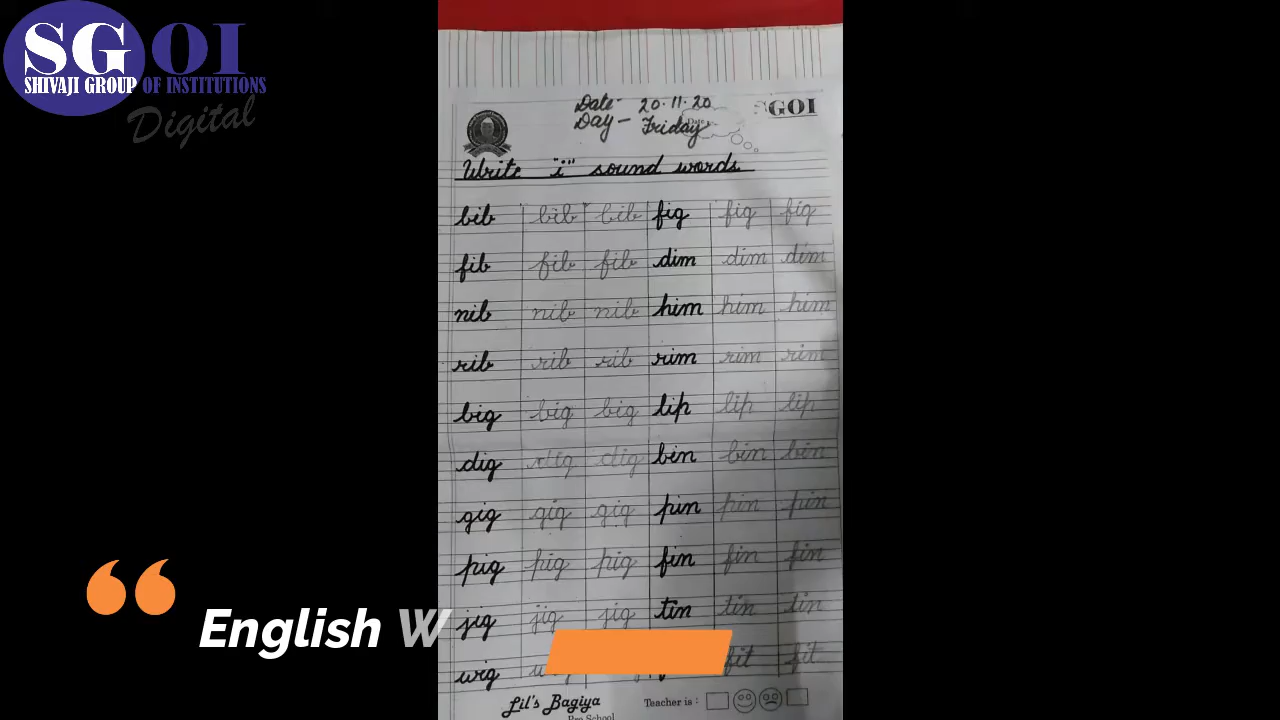 SGOI
SHIVAJI GROUP OF INSTITUTIONS
Digital
Date- 20.11.20
SGOI
Day - Friday
Date
Write "i" sound words
bib bib bib fig fig fig
fib fib fib dim dim dim
nib nib nib him him him
rib rib rib rim rim rim
big big big lip lip lip
dig dig dig bin bin bin
gig gig gig pin pin pin
pig pig pig fin fin fin
jig jig jig tin tin tin
wig fit fit
English W
Lil's Bagiya
Pre School
Teacher is :